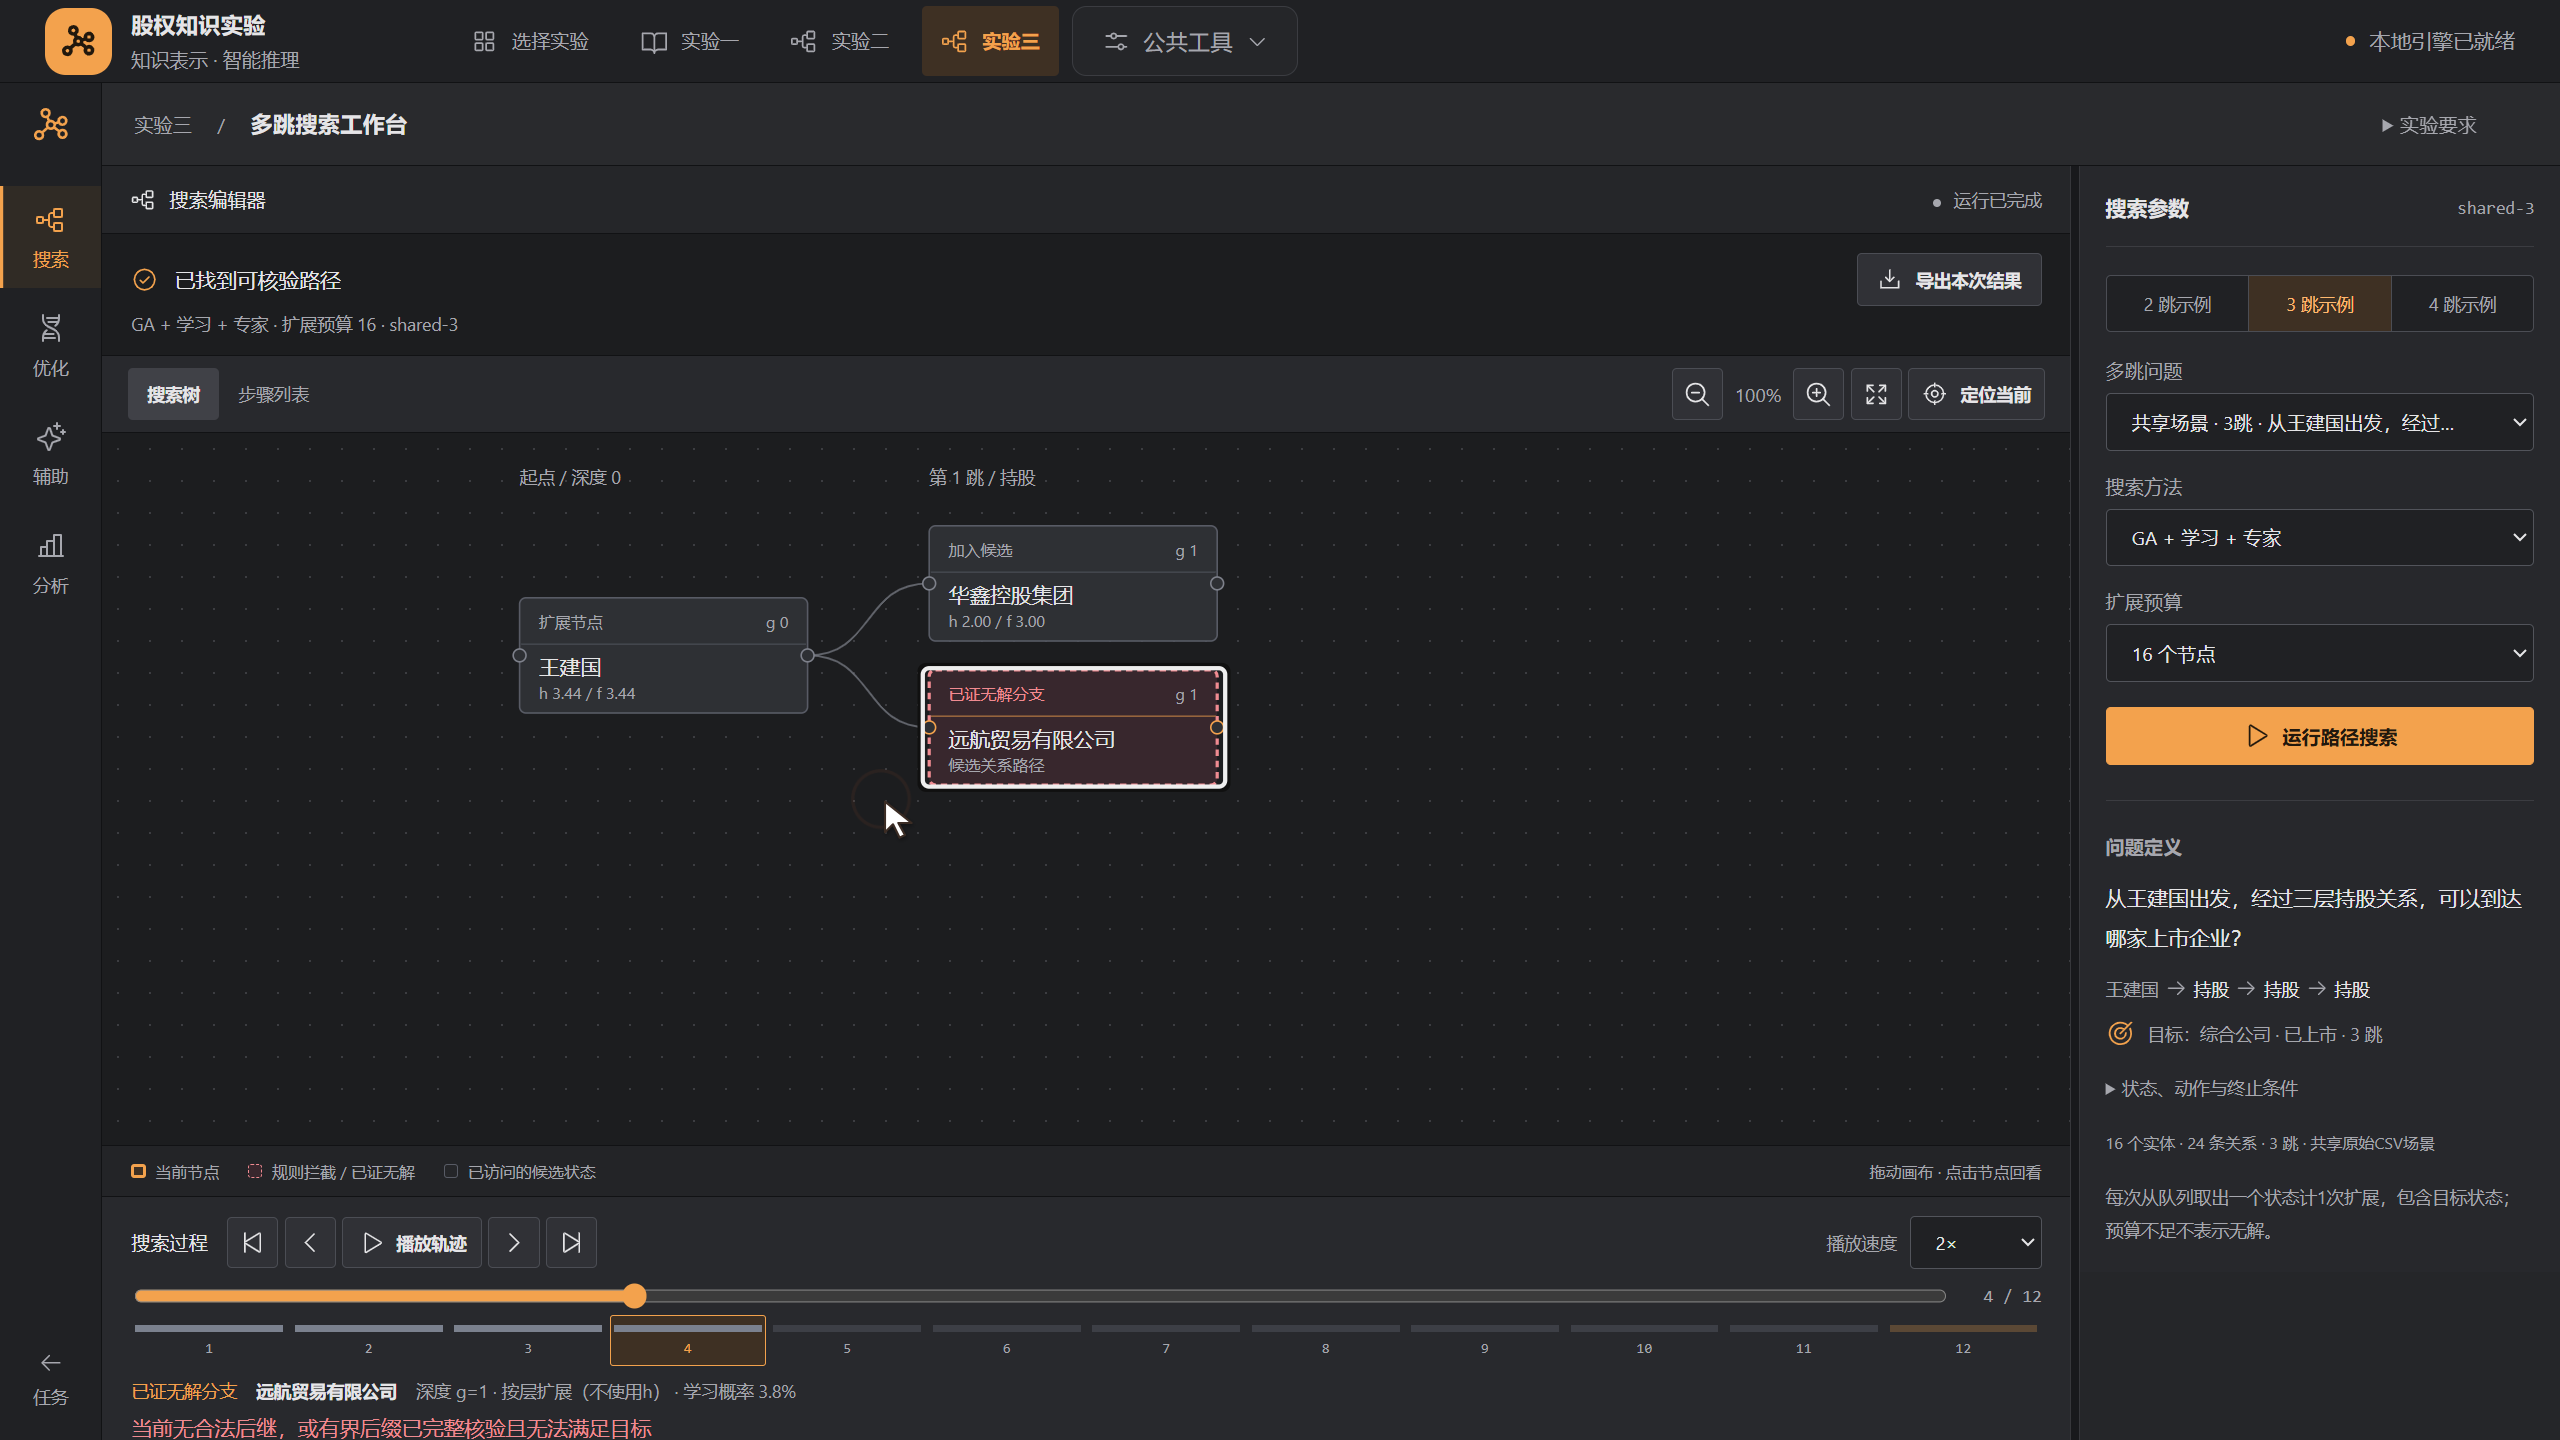 股权知识实验
知识表示 · 智能推理
选择实验
实验一
实验二
实验三
公共工具
本地引擎已就绪
实验三 / 多跳搜索工作台
实验要求
搜索
优化
辅助
分析
任务
搜索编辑器
运行已完成
已找到可核验路径
GA + 学习 + 专家 · 扩展预算 16 · shared-3
导出本次结果
搜索树
步骤列表
100%
定位当前
起点 / 深度 0
第 1 跳 / 持股
扩展节点 g 0
王建国
h 3.44 / f 3.44
加入候选 g 1
华鑫控股集团
h 2.00 / f 3.00
已证无解分支 g 1
远航贸易有限公司
候选关系路径
当前节点
规则拦截 / 已证无解
已访问的候选状态
拖动画布 · 点击节点回看
搜索过程
播放轨迹
播放速度
2×
4 / 12
1 2 3 4 5 6 7 8 9 10 11 12
已证无解分支 远航贸易有限公司 深度 g=1 · 按层扩展（不使用h） · 学习概率 3.8%
当前无合法后继，或有界后缀已完整核验且无法满足目标
搜索参数
shared-3
2 跳示例
3 跳示例
4 跳示例
多跳问题
共享场景 · 3跳 · 从王建国出发，经过...
搜索方法
GA + 学习 + 专家
扩展预算
16 个节点
运行路径搜索
问题定义
从王建国出发，经过三层持股关系，可以到达
哪家上市企业?
王建国 → 持股 → 持股 → 持股
目标：综合公司 · 已上市 · 3 跳
状态、动作与终止条件
16 个实体 · 24 条关系 · 3 跳 · 共享原始CSV场景
每次从队列取出一个状态计1次扩展，包含目标状态；
预算不足不表示无解。